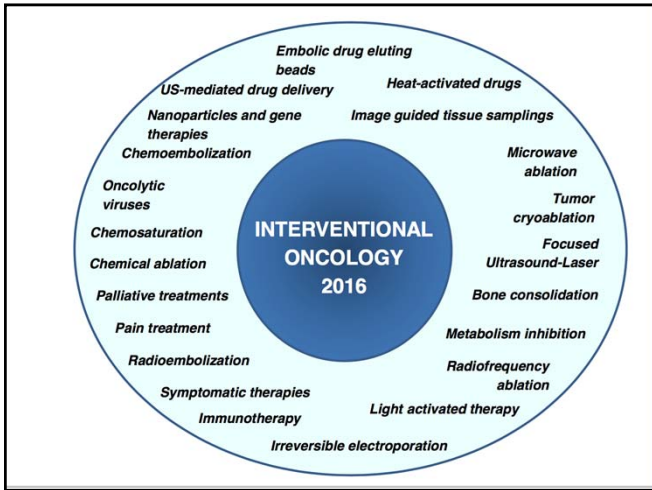 Embolic drug eluting
beads
US-mediated drug delivery
Heat-activated drugs
Nanoparticles and gene
therapies
Image guided tissue samplings
Chemoembolization
Microwave
ablation
Oncolytic
viruses
Tumor
cryoablation
Chemosaturation
INTERVENTIONAL
ONCOLOGY
2016
Focused
Ultrasound-Laser
Chemical ablation
Palliative treatments
Bone consolidation
Pain treatment
Metabolism inhibition
Radioembolization
Radiofrequency
ablation
Symptomatic therapies
Light activated therapy
Immunotherapy
Irreversible electroporation